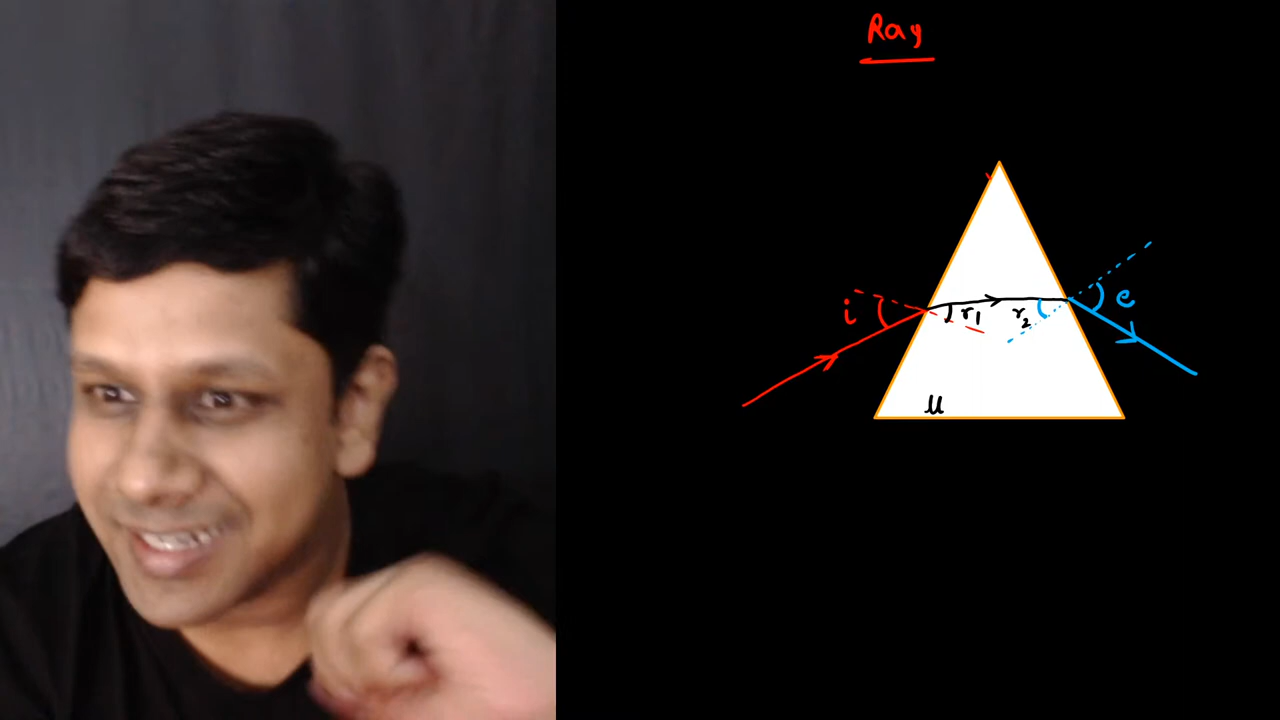 Ray
i r₁ r₂ e
μ